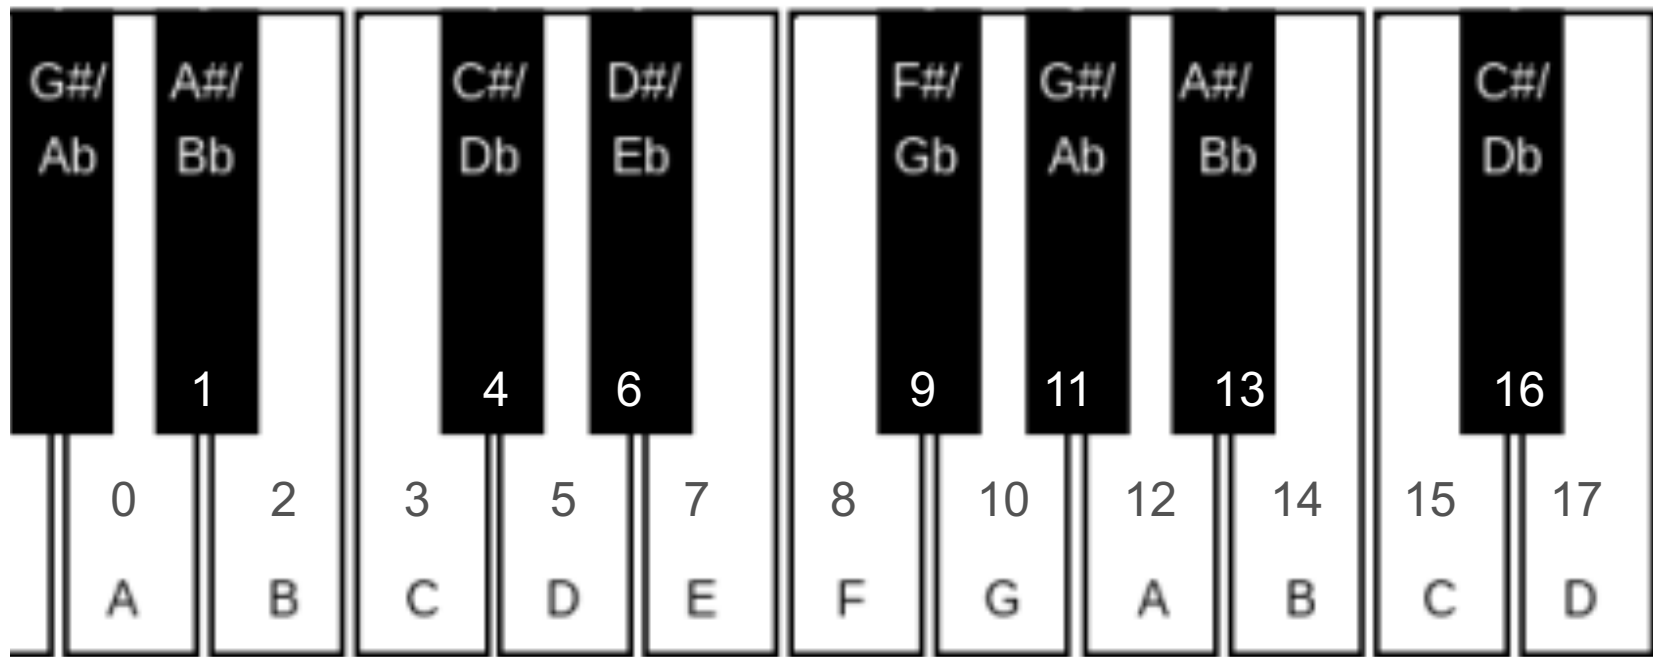 G#/ A#/ C#/ D#/ F#/ G#/ A#/ C#/
Ab Bb Db Eb Gb Ab Bb Db
1 4 6 9 11 13 16
0 2 3 5 7 8 10 12 14 15 17
A B C D E F G A B C D